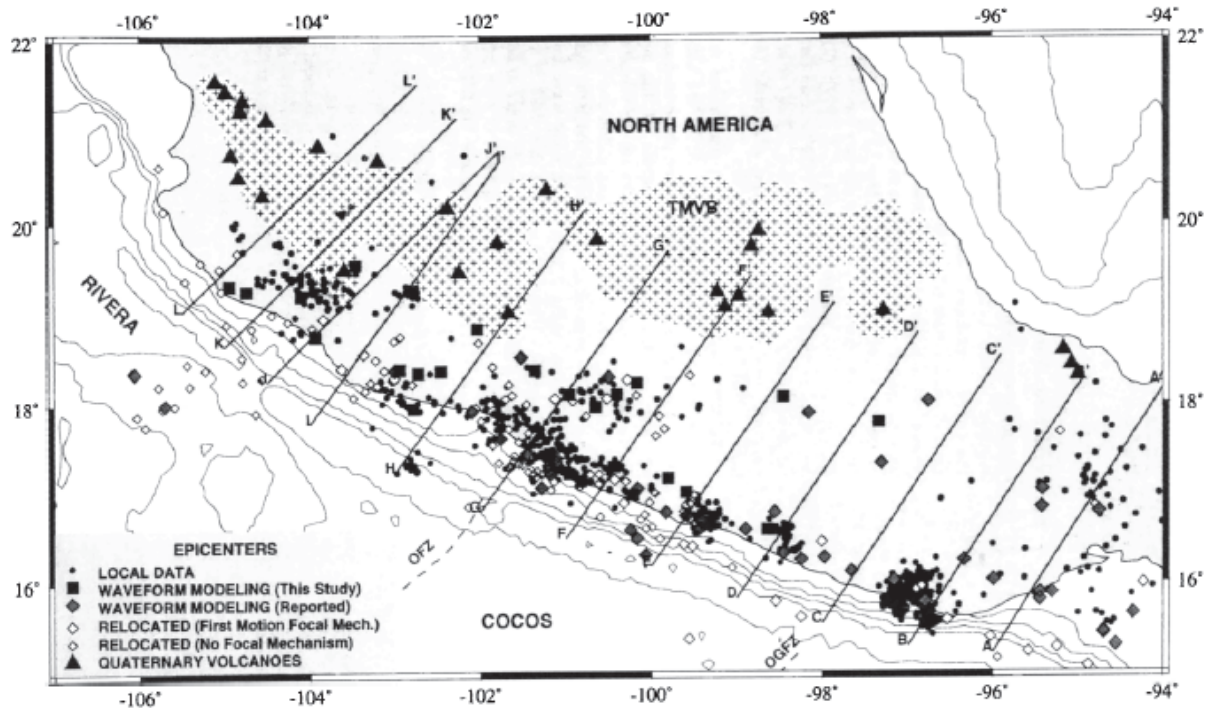 -106° -104° -102° -100° -98° -96° -94°
22° 22°
L'
K'
NORTH AMERICA
J'
H' TMVB
20° 20°
G'
F'
E'
RIVERA
D'
L
C'
K
A'
J
18° 18°
I
H
G
F
OFZ
E
EPICENTERS
LOCAL DATA
16° 16°
WAVEFORM MODELING (This Study)
D
WAVEFORM MODELING (Reported)
COCOS
C
RELOCATED (First Motion Focal Mech.)
B A
RELOCATED (No Focal Mechanism)
OGFZ
QUATERNARY VOLCANOES
-106° -104° -102° -100° -98° -96° -94°